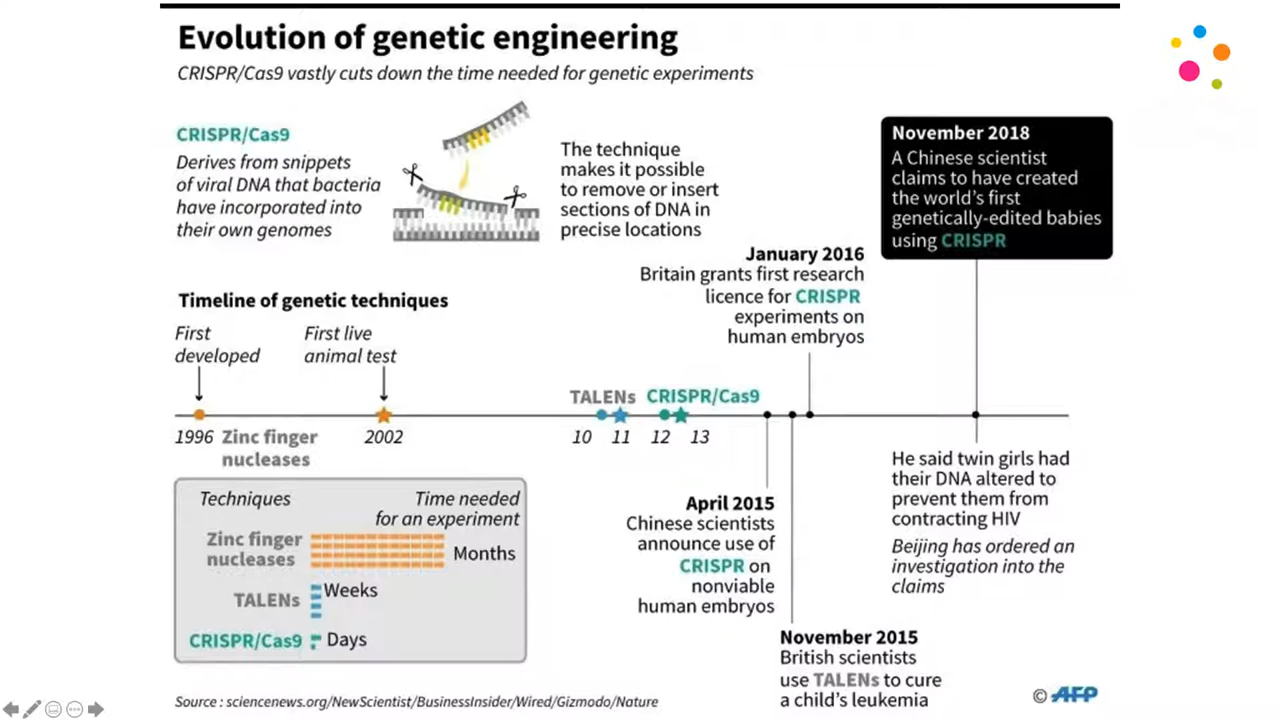 Evolution of genetic engineering
CRISPR/Cas9 vastly cuts down the time needed for genetic experiments
CRISPR/Cas9
Derives from snippets
of viral DNA that bacteria
have incorporated into
their own genomes
The technique
makes it possible
to remove or insert
sections of DNA in
precise locations
November 2018
A Chinese scientist
claims to have created
the world's first
genetically-edited babies
using CRISPR
January 2016
Britain grants first research
licence for CRISPR
experiments on
human embryos
Timeline of genetic techniques
First
developed
First live
animal test
TALENs CRISPR/Cas9
1996 Zinc finger
nucleases
2002
10 11 12 13
Techniques
Time needed
for an experiment
Zinc finger
nucleases
Months
TALENs
Weeks
CRISPR/Cas9
Days
April 2015
Chinese scientists
announce use of
CRISPR on
nonviable
human embryos
November 2015
British scientists
use TALENs to cure
a child's leukemia
He said twin girls had
their DNA altered to
prevent them from
contracting HIV
Beijing has ordered an
investigation into the
claims
Source : sciencenews.org/NewScientist/BusinessInsider/Wired/Gizmodo/Nature
© AFP